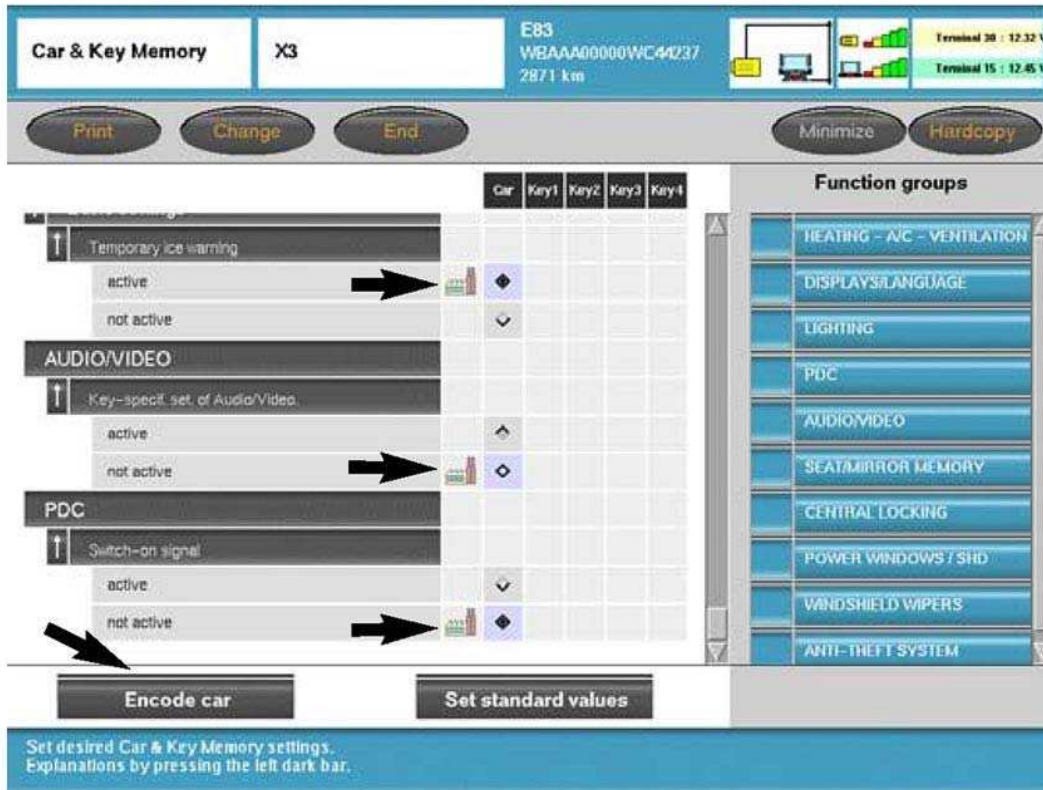 Car & Key Memory
X3
E83
WBAAA00000WC44237
2871 km
Terminal 30 : 12.32 V
Terminal 15 : 12.45 V
Print
Change
End
Minimize
Hardcopy
Car Key1 Key2 Key3 Key4
Function groups
Temporary ice warning
active
not active
AUDIO/VIDEO
Key-specif. set. of Audio/Video.
active
not active
PDC
Switch-on signal
active
not active
HEATING - A/C - VENTILATION
DISPLAYS/LANGUAGE
LIGHTING
PDC
AUDIO/VIDEO
SEAT/MIRROR MEMORY
CENTRAL LOCKING
POWER WINDOWS / SHD
WINDSHIELD WIPERS
ANTI-THEFT SYSTEM
Encode car
Set standard values
Set desired Car & Key Memory settings.
Explanations by pressing the left dark bar.